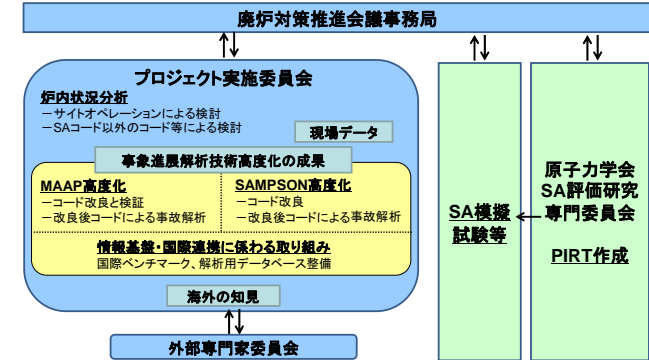 廃炉対策推進会議事務局
プロジェクト実施委員会
炉内状況分析
－サイトオペレーションによる検討
－SAコード以外のコード等による検討
現場データ
事象進展解析技術高度化の成果
MAAP高度化
－コード改良と検証
－改良後コードによる事故解析
SAMPSON高度化
－コード改良
－改良後コードによる事故解析
情報基盤・国際連携に係わる取り組み
国際ベンチマーク、解析用データベース整備
海外の知見
外部専門家委員会
SA模擬
試験等
原子力学会
SA評価研究
専門委員会
PIRT作成